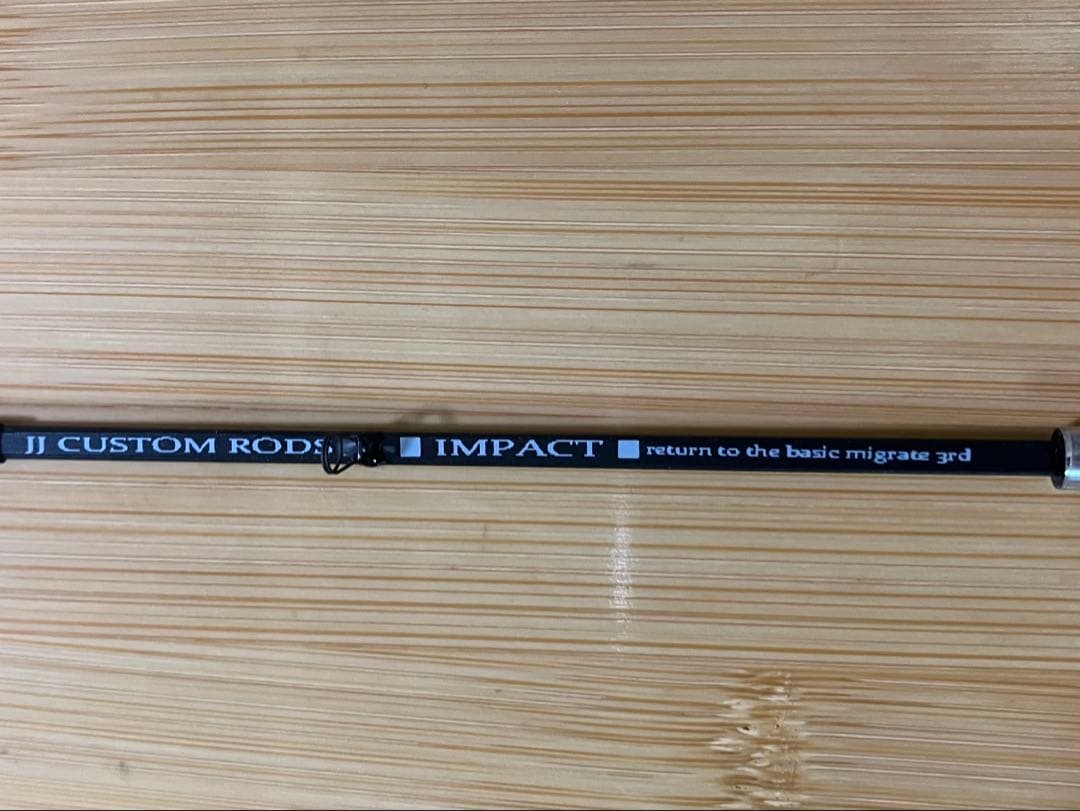 JJ CUSTOM RODS ■ IMPACT ■ return to the basic migrate 3rd